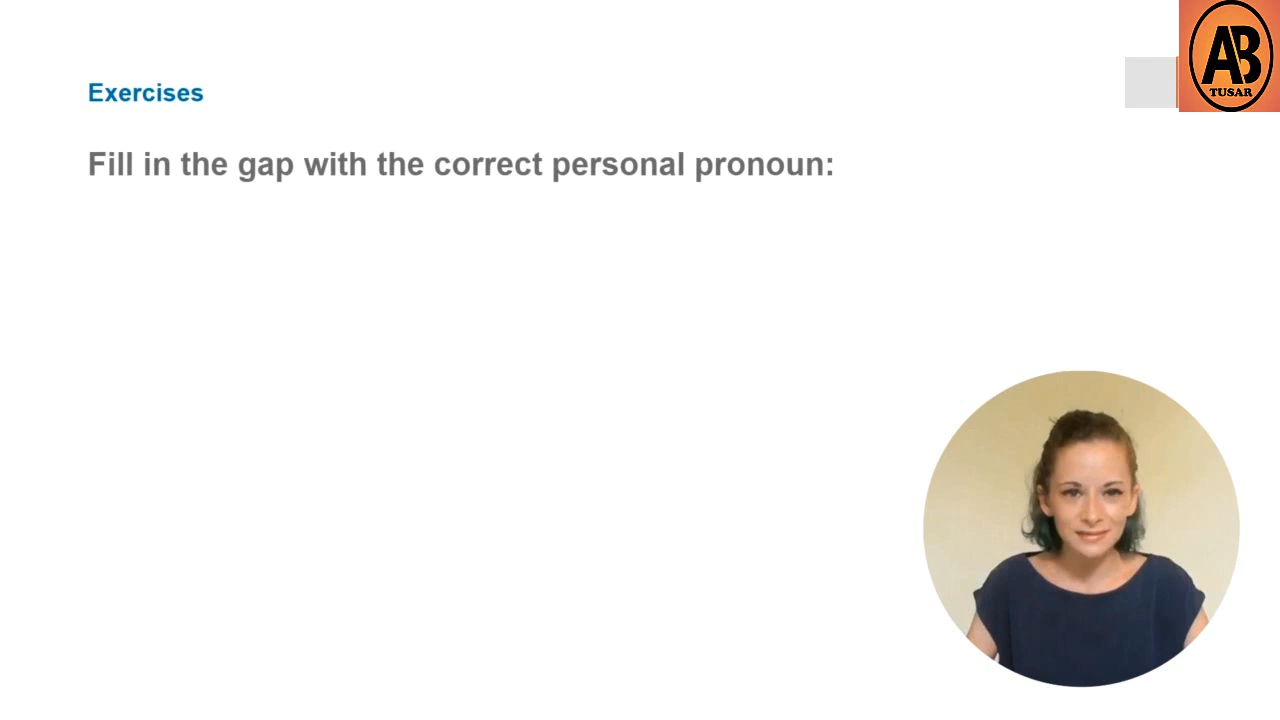 AB
TUSAR
Exercises
Fill in the gap with the correct personal pronoun: